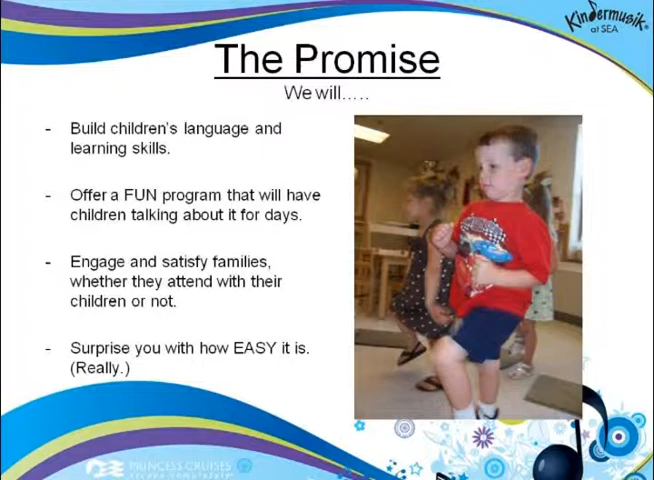 Kindermusik
at SEA
The Promise
We will.....
- Build children's language and
learning skills.
- Offer a FUN program that will have
children talking about it for days.
- Engage and satisfy families,
whether they attend with their
children or not.
- Surprise you with how EASY it is.
(Really.)
PRINCESS CRUISES
escape completely